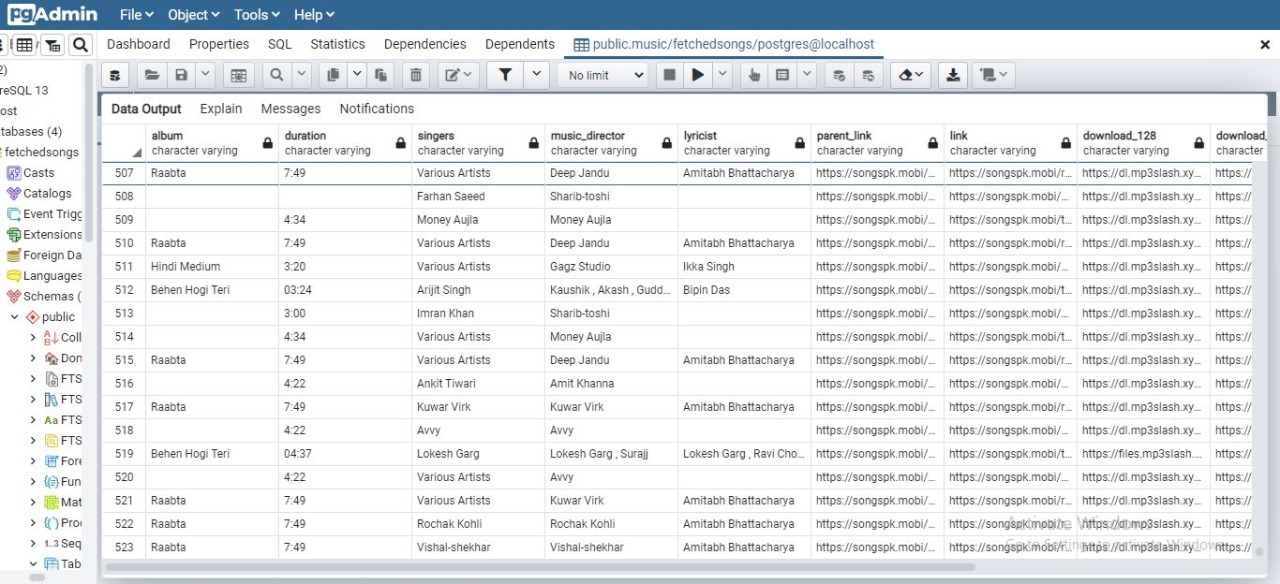 pgAdmin File Object Tools Help
Dashboard Properties SQL Statistics Dependencies Dependents public.music/fetchedsongs/postgres@localhost
No limit
Data Output Explain Messages Notifications
2)
reSQL 13
ost
tabases (4)
fetchedsongs
Casts
Catalogs
Event Trigg
Extensions
Foreign Da
Languages
Schemas (
public
Coll
Don
FTS
FTS
Aa FTS
FTS
Fore
Fun
Mat
Proc
1..3 Seq
Tab
album duration singers music_director lyricist parent_link link download_128 download_
character varying character varying character varying character varying character varying character varying character varying character varying character
507 Raabta 7:49 Various Artists Deep Jandu Amitabh Bhattacharya https://songspk.mobi/... https://songspk.mobi/r... https://dl.mp3slash.xy... https://
508 Farhan Saeed Sharib-toshi https://songspk.mobi/... https://songspk.mobi/... https://dl.mp3slash.xy... https://
509 4:34 Money Aujla Money Aujla https://songspk.mobi/... https://songspk.mobi/t... https://dl.mp3slash.xy... https://
510 Raabta 7:49 Various Artists Deep Jandu Amitabh Bhattacharya https://songspk.mobi/... https://songspk.mobi/r... https://dl.mp3slash.xy... https://
511 Hindi Medium 3:20 Various Artists Gagz Studio Ikka Singh https://songspk.mobi/... https://songspk.mobi/... https://dl.mp3slash.xy... https://
512 Behen Hogi Teri 03:24 Arijit Singh Kaushik , Akash , Gudd... Bipin Das https://songspk.mobi/... https://songspk.mobi/t... https://dl.mp3slash.xy... https://
513 3:00 Imran Khan Sharib-toshi https://songspk.mobi/... https://songspk.mobi/... https://dl.mp3slash.xy... https://
514 4:34 Various Artists Money Aujla https://songspk.mobi/... https://songspk.mobi/t... https://dl.mp3slash.xy... https://
515 Raabta 7:49 Various Artists Deep Jandu Amitabh Bhattacharya https://songspk.mobi/... https://songspk.mobi/r... https://dl.mp3slash.xy... https://
516 4:22 Ankit Tiwari Amit Khanna https://songspk.mobi/... https://songspk.mobi/... https://dl.mp3slash.xy... https://
517 Raabta 7:49 Kuwar Virk Kuwar Virk Amitabh Bhattacharya https://songspk.mobi/... https://songspk.mobi/r... https://dl.mp3slash.xy... https://
518 4:22 Avvy Avvy https://songspk.mobi/... https://songspk.mobi/... https://dl.mp3slash.xy... https://
519 Behen Hogi Teri 04:37 Lokesh Garg Lokesh Garg , Surajj Lokesh Garg , Ravi Cho... https://songspk.mobi/... https://songspk.mobi/t... https://files.mp3slash.... https://
520 4:22 Various Artists Avvy https://songspk.mobi/... https://songspk.mobi/... https://dl.mp3slash.xy... https://
521 Raabta 7:49 Various Artists Kuwar Virk Amitabh Bhattacharya https://songspk.mobi/... https://songspk.mobi/r... https://dl.mp3slash.xy... https://
522 Raabta 7:49 Rochak Kohli Rochak Kohli Amitabh Bhattacharya https://songspk.mobi/... https://songspk.mobi/r... https://dl.mp3slash.xy... https://
523 Raabta 7:49 Vishal-shekhar Vishal-shekhar Amitabh Bhattacharya https://songspk.mobi/... https://songspk.mobi/r... https://dl.mp3slash.xy... https://
Activate Windows
Go to Settings to activate Windows.